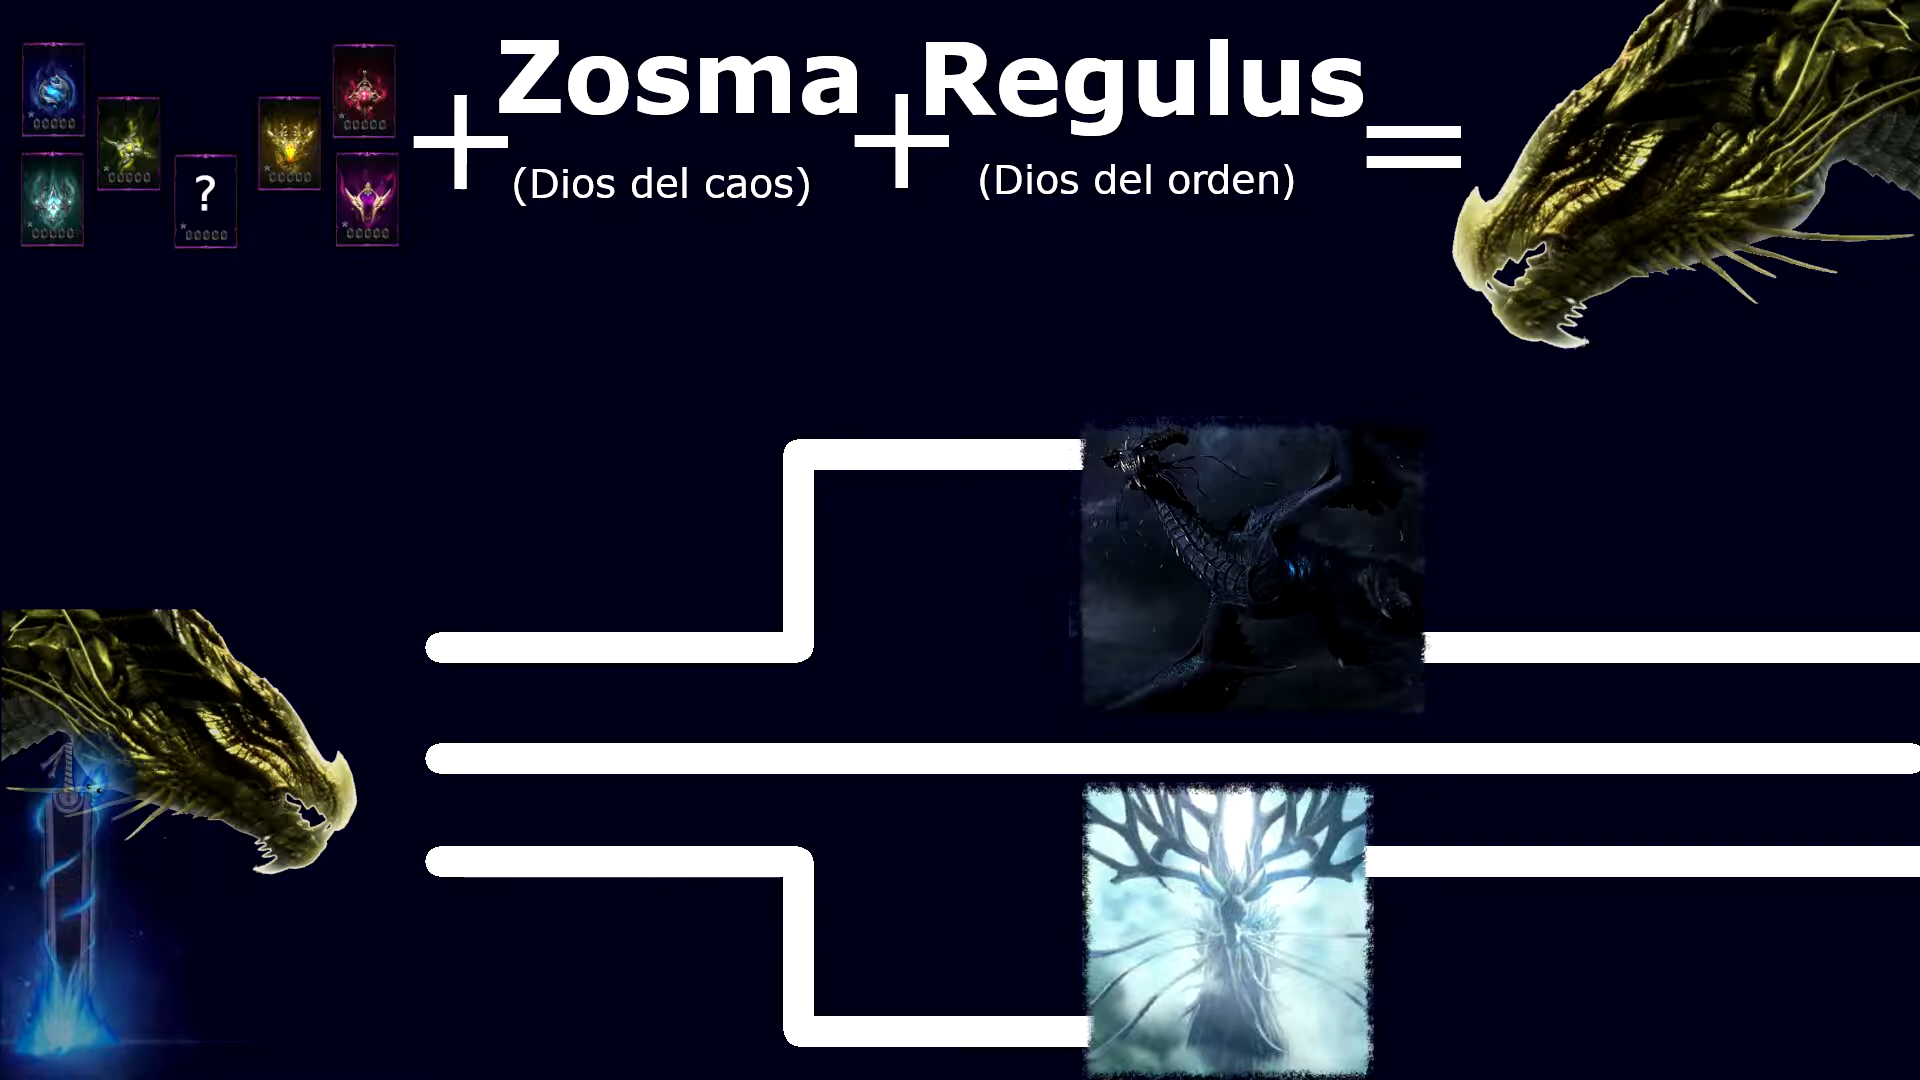 Zosma
Regulus
+
+
=
(Dios del caos)
(Dios del orden)
?